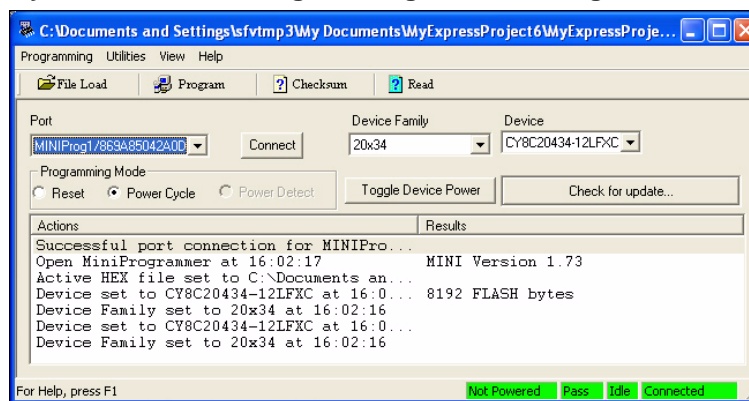 C:\Documents and Settings\sfvtmp3\My Documents\MyExpressProject6\MyExpressProje...
Programming Utilities View Help
File Load Program Checksum Read
Port Device Family Device
MINIProg1/869A85042A0D Connect 20x34 CY8C20434-12LFXC
Programming Mode
Reset Power Cycle Power Detect Toggle Device Power Check for update...
Actions Results
Successful port connection for MINIPro...
Open MiniProgrammer at 16:02:17 MINI Version 1.73
Active HEX file set to C:\Documents an...
Device set to CY8C20434-12LFXC at 16:0... 8192 FLASH bytes
Device Family set to 20x34 at 16:02:16
Device set to CY8C20434-12LFXC at 16:0...
Device Family set to 20x34 at 16:02:16
For Help, press F1 Not Powered Pass Idle Connected